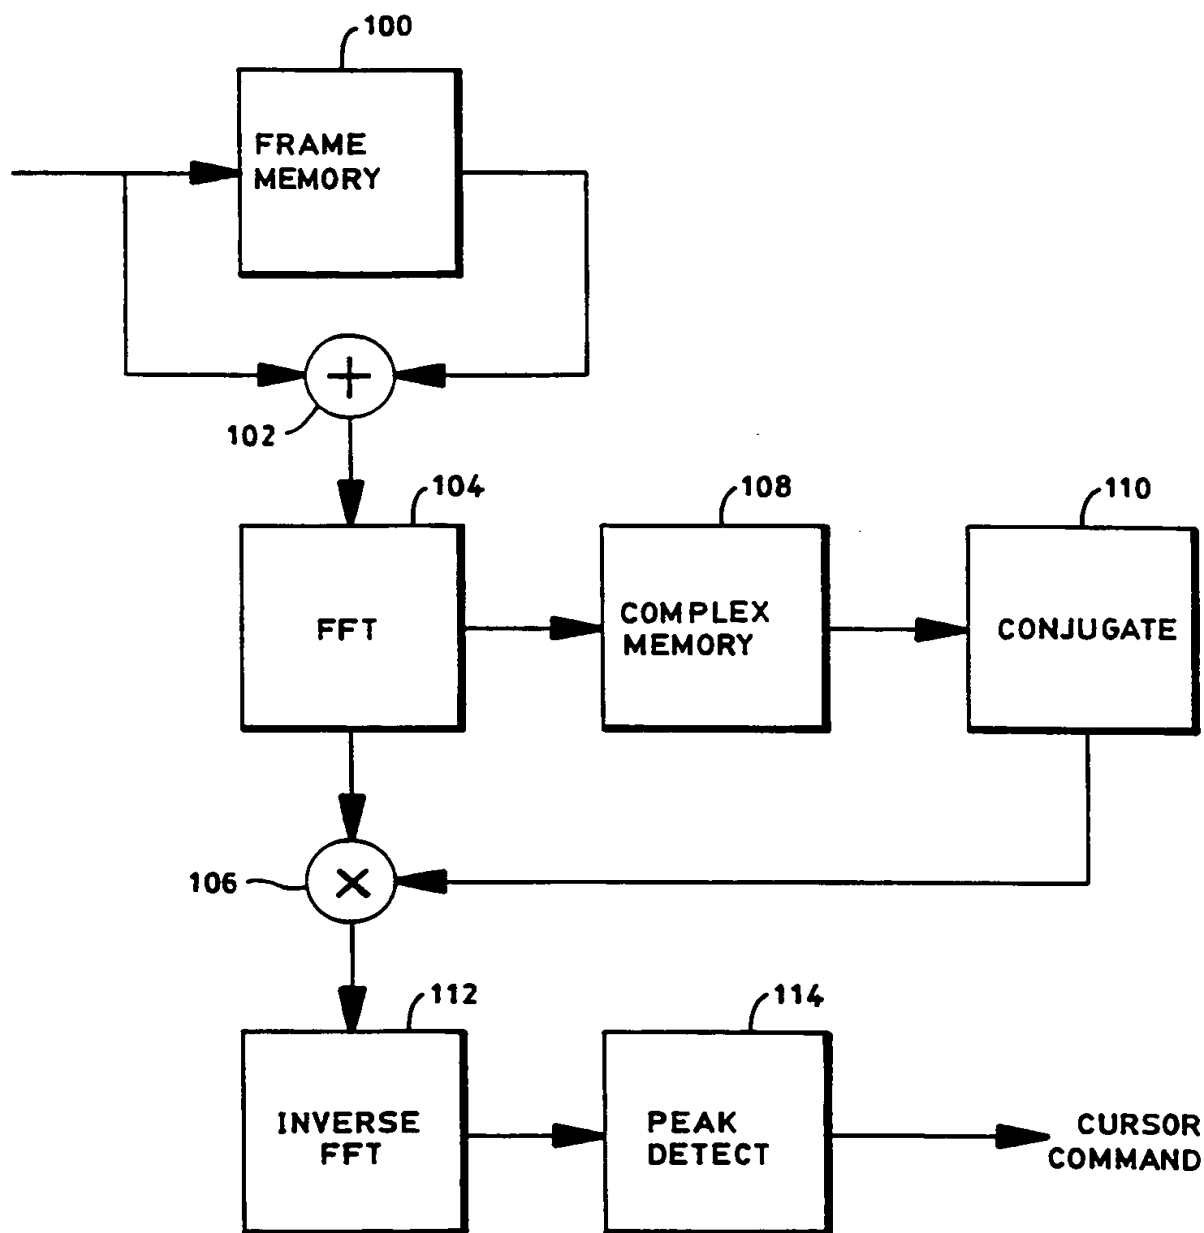 100
FRAME
MEMORY
102
104
108
110
FFT
COMPLEX
MEMORY
CONJUGATE
106
112
114
INVERSE
FFT
PEAK
DETECT
CURSOR
COMMAND